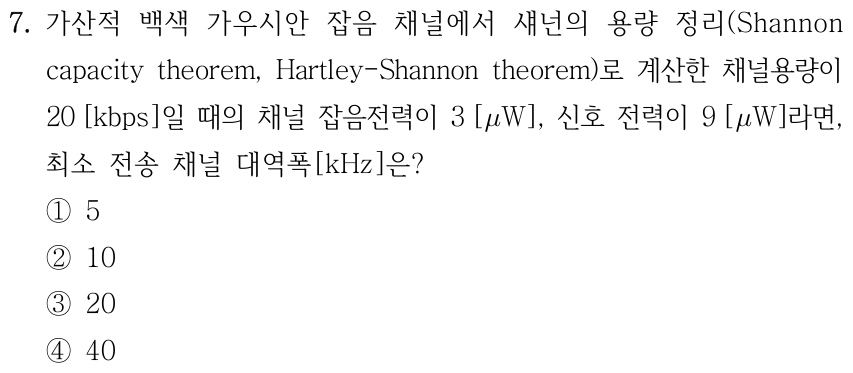 7. 가산적 백색 가우시안 잡음 채널에서 섀넌의 용량 정리(Shannon
capacity theorem, Hartley-Shannon theorem)로 계산한 채널용량이
20 [kbps]일 때의 채널 잡음전력이 3 [μW], 신호 전력이 9 [μW]라면,
최소 전송 채널 대역폭[kHz]은?
① 5
② 10
③ 20
④ 40